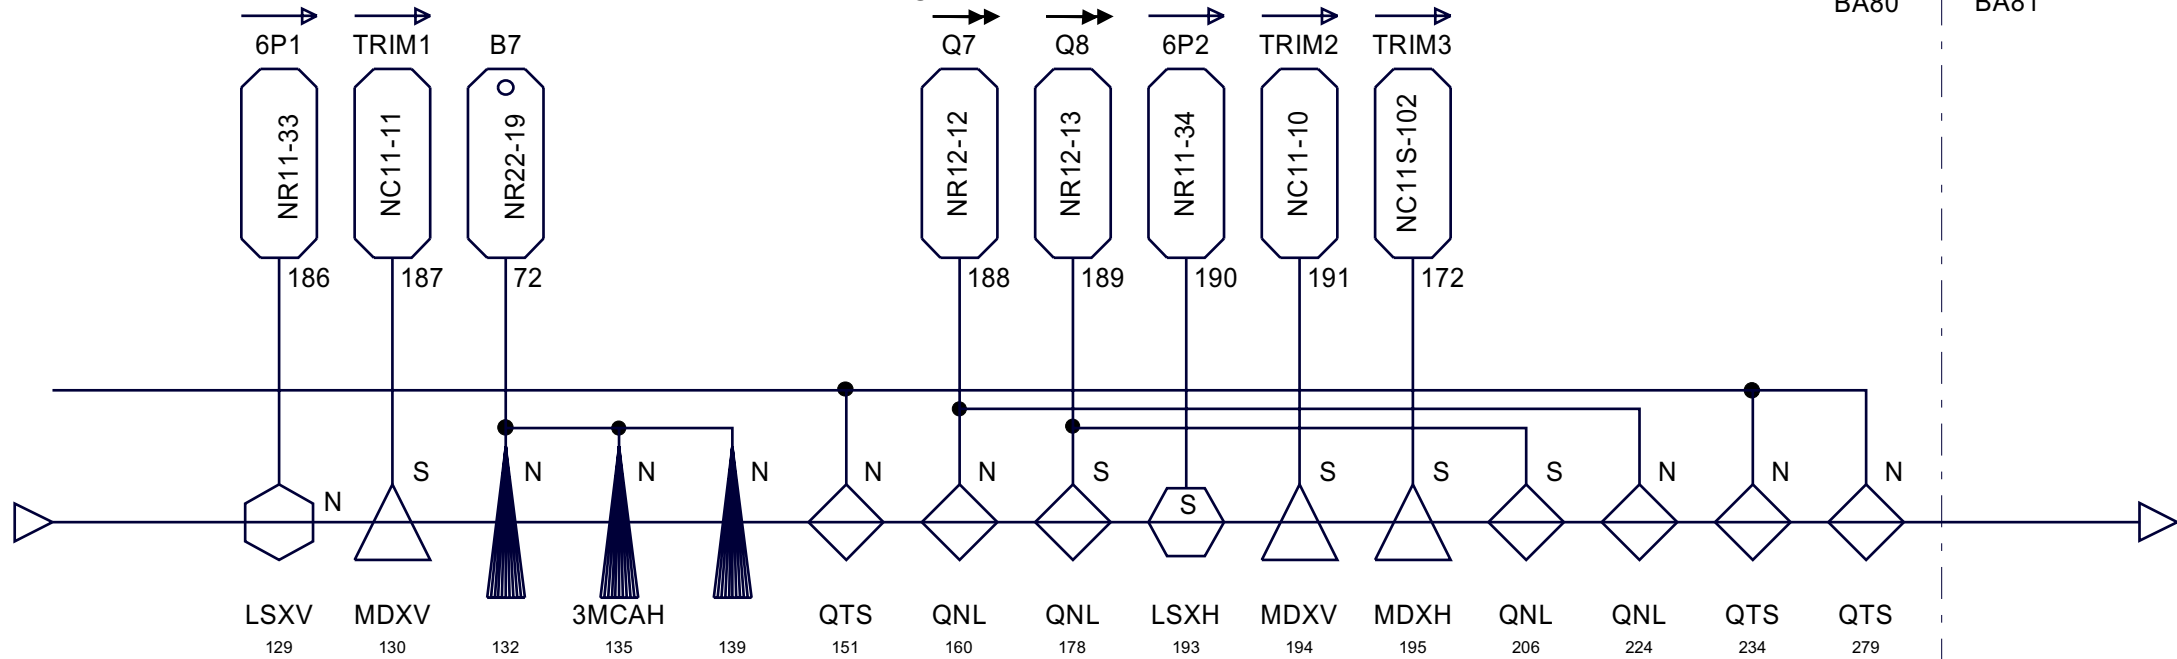 BA80 BA81
6P1 TRIM1 B7 Q7 Q8 6P2 TRIM2 TRIM3
NR11-33 NC11-11 NR22-19 NR12-12 NR12-13 NR11-34 NC11-10 NC11S-102
186 187 72 188 189 190 191 172
N S N N N N N S S S S S N N N
LSXV MDXV 3MCAH QTS QNL QNL LSXH MDXV MDXH QNL QNL QTS QTS
129 130 132 135 139 151 160 178 193 194 195 206 224 234 279